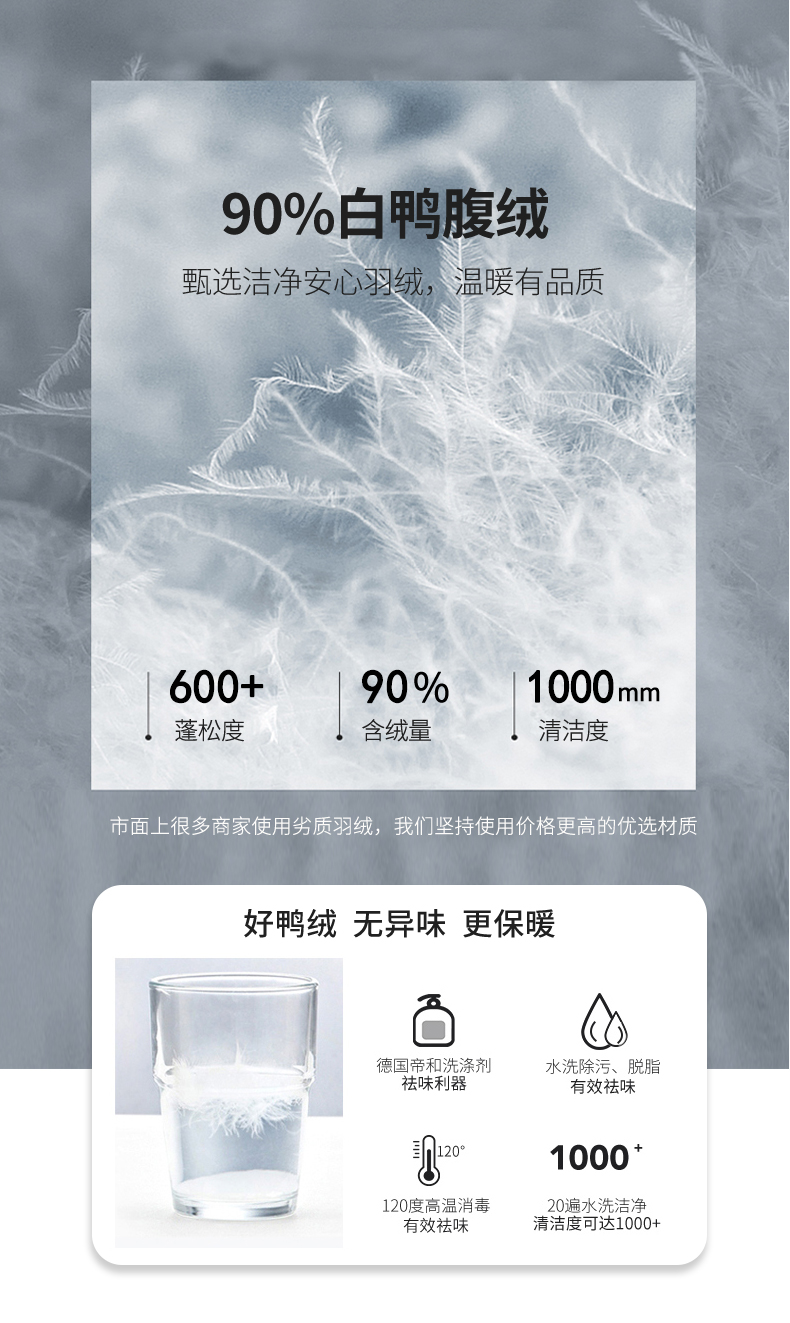 90%白鸭腹绒
甄选洁净安心羽绒，温暖有品质
600+
蓬松度
90%
含绒量
1000mm
清洁度
市面上很多商家使用劣质羽绒，我们坚持使用价格更高的优选材质
好鸭绒 无异味 更保暖
德国帝和洗涤剂
祛味利器
水洗除污、脱脂
有效祛味
120°
120度高温消毒
有效祛味
1000+
20遍水洗洁净
清洁度可达1000+